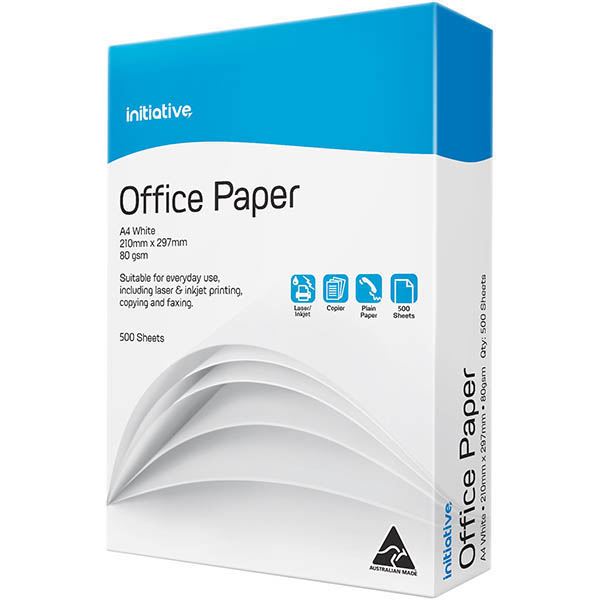 initiative
Office Paper
A4 White
210mm x 297mm
80 gsm
Suitable for everyday use,
including laser & inkjet printing,
copying and faxing.
500 Sheets
Laser/
Inkjet
Copier
Plain
Paper
500
Sheets
AUSTRALIAN MADE
initiative
Office Paper
A4 White • 210mm x 297mm • 80gsm Qty: 500 Sheets